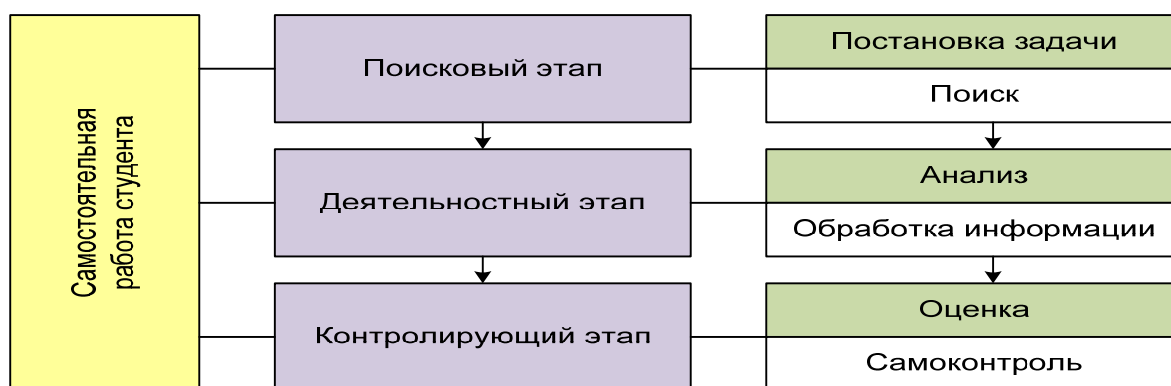 Самостоятельная
работа студента
Поисковый этап
Постановка задачи
Поиск
Деятельностный этап
Анализ
Обработка информации
Контролирующий этап
Оценка
Самоконтроль